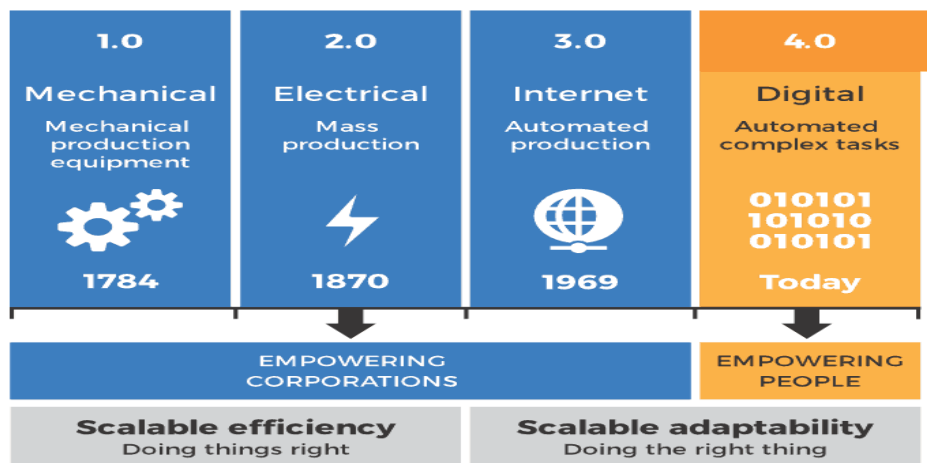 1.0
Mechanical
Mechanical
production
equipment
1784
2.0
Electrical
Mass
production
1870
3.0
Internet
Automated
production
1969
4.0
Digital
Automated
complex tasks
010101
101010
010101
Today
EMPOWERING
CORPORATIONS
EMPOWERING
PEOPLE
Scalable efficiency
Doing things right
Scalable adaptability
Doing the right thing